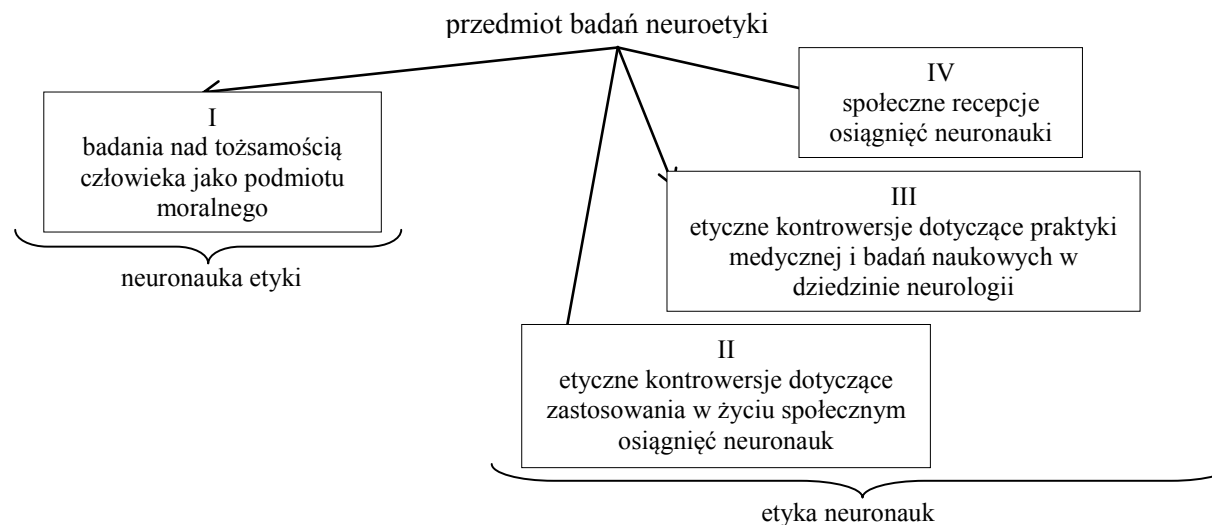 przedmiot badań neuroetyki
I
badania nad tożsamością
człowieka jako podmiotu
moralnego
neuronauka etyki
IV
społeczne recepcje
osiągnięć neuronauki
III
etyczne kontrowersje dotyczące praktyki
medycznej i badań naukowych w
dziedzinie neurologii
II
etyczne kontrowersje dotyczące
zastosowania w życiu społecznym
osiągnięć neuronauk
etyka neuronauk